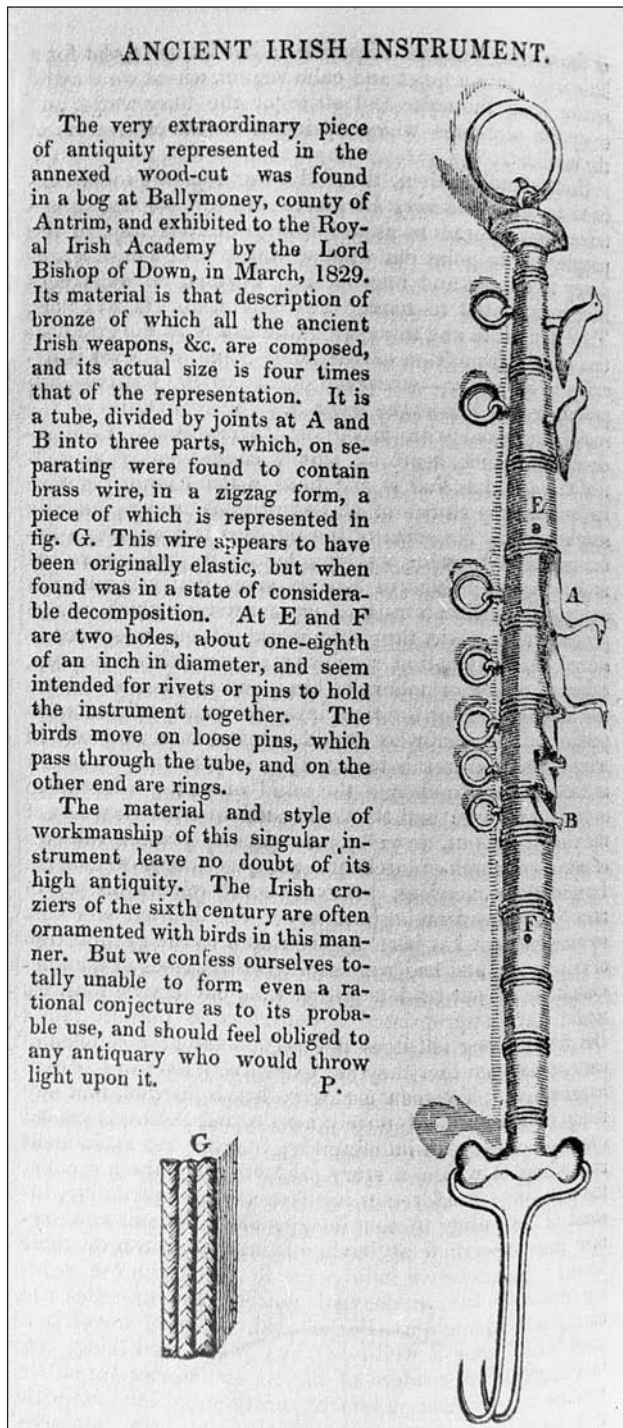 ANCIENT IRISH INSTRUMENT.
The very extraordinary piece
of antiquity represented in the
annexed wood-cut was found
in a bog at Ballymoney, county of
Antrim, and exhibited to the Roy-
al Irish Academy by the Lord
Bishop of Down, in March, 1829.
Its material is that description of
bronze of which all the ancient
Irish weapons, &c. are composed,
and its actual size is four times
that of the representation. It is
a tube, divided by joints at A and
B into three parts, which, on se-
parating were found to contain
brass wire, in a zigzag form, a
piece of which is represented in
fig. G. This wire appears to have
been originally elastic, but when
found was in a state of considera-
ble decomposition. At E and F
are two holes, about one-eighth
of an inch in diameter, and seem
intended for rivets or pins to hold
the instrument together. The
birds move on loose pins, which
pass through the tube, and on the
other end are rings.
The material and style of
workmanship of this singular in-
strument leave no doubt of its
high antiquity. The Irish cro-
ziers of the sixth century are often
ornamented with birds in this man-
ner. But we confess ourselves to-
tally unable to form even a ra-
tional conjecture as to its proba-
ble use, and should feel obliged to
any antiquary who would throw
light upon it. P.
G
E
A
B
F